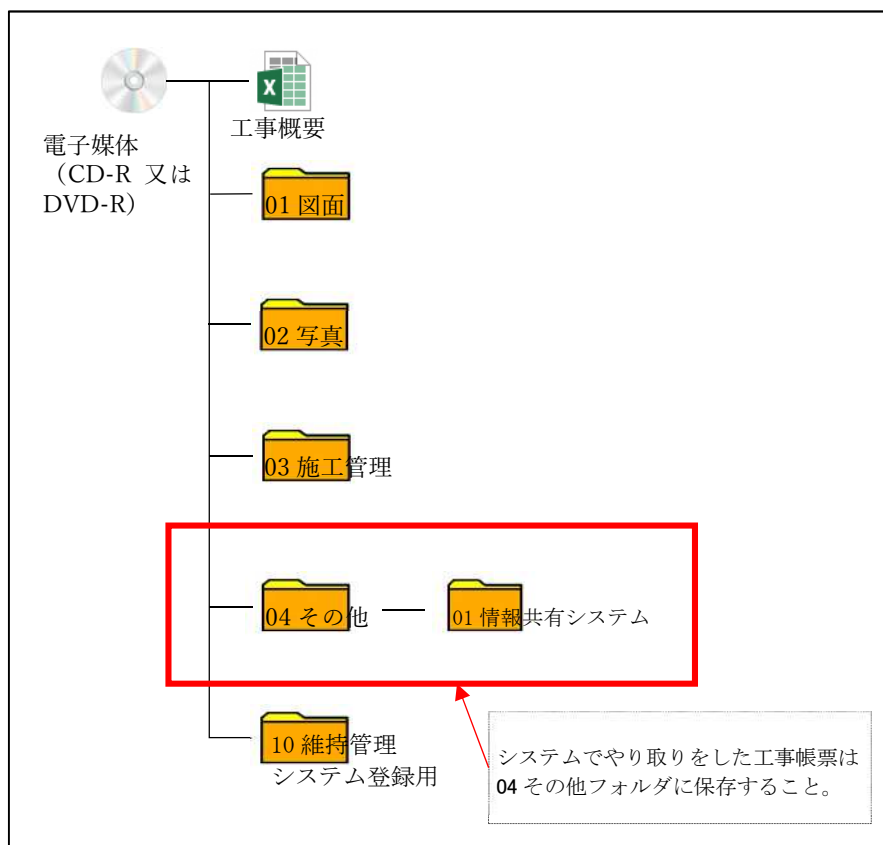 工事概要
電子媒体
（CD-R 又は
DVD-R）
01 図面
02 写真
03 施工管理
04 その他
01 情報共有システム
10 維持管理
システム登録用
システムでやり取りをした工事帳票は
04 その他フォルダに保存すること。